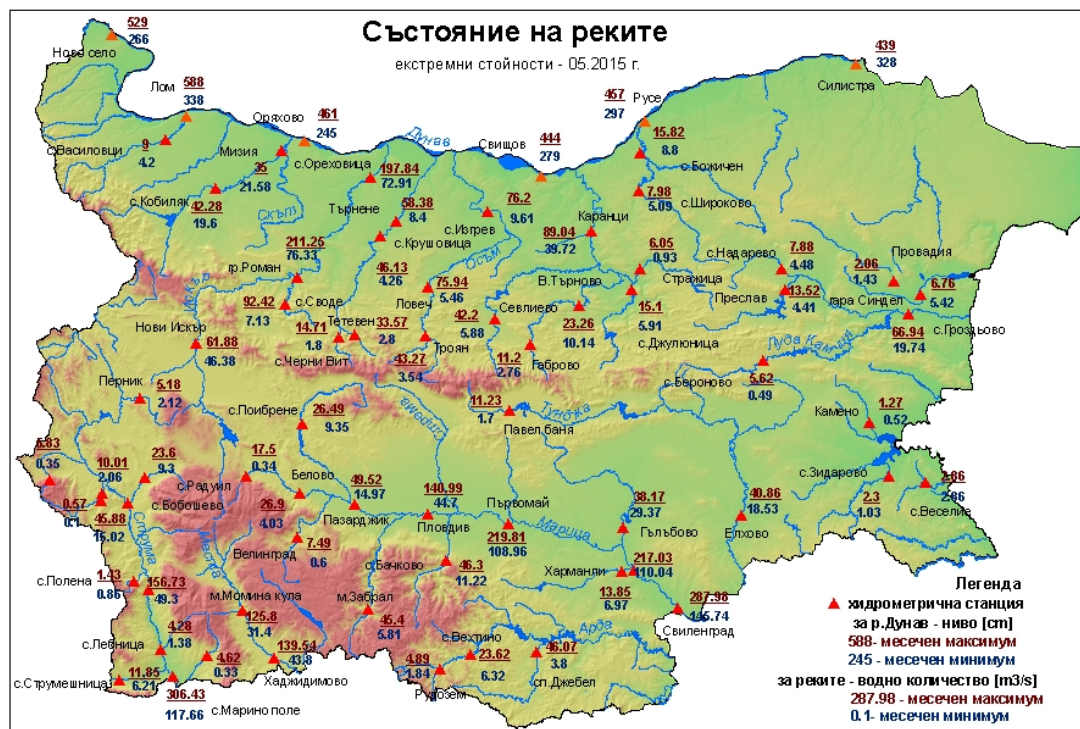 Състояние на реките
екстремни стойности - 05.2015 г.
529
266
Ново село
439
328
Силистра
Лом
588
338
Оряхово
461
245
Дунав
Свищов
444
279
457
297
Русе
с.Василовци
9
4.2
Мизия
35
21.58
с.Ореховица
197.84
72.91
15.82
8.8
с.Божичен
с.Кобиляк
42.28
19.6
Скът
Търнене
58.38
8.4
с.Крушовица
76.2
9.61
с.Изгрев
Осъм
Каранци
89.04
39.72
7.98
5.09
с.Широково
211.25
76.33
гр.Роман
46.13
4.26
75.94
5.46
Ловеч
6.05
0.93
Стражица
с.Надарево
7.88
4.48
Провадия
2.06
1.43
6.76
5.42
92.42
7.13
с.Своде
В.Търново
Севлиево
42.2
5.88
23.26
10.14
15.1
5.91
с.Джулюница
Преслав
13.52
4.41
гара Синдел
с.Гроздьово
66.94
19.74
Нови Искър
61.88
46.38
14.71
1.8
с.Черни Вит
Тетевен
33.57
2.8
Троян
43.27
3.54
11.2
2.76
Габрово
Луда Камчия
с.Бероново
5.62
0.49
Перник
5.18
2.12
с.Поибрене
26.49
9.35
11.23
1.7
Павел баня
Тунджа
Камено
1.27
0.52
5.83
0.35
10.01
2.06
23.6
9.3
с.Радуил
17.5
0.34
Белово
26.9
4.03
49.52
14.97
Пазарджик
140.99
44.7
Пловдив
Първомай
219.81
108.96
Марица
38.17
29.37
Гълъбово
40.86
18.53
Елхово
с.Зидарово
2.3
1.03
2.86
с.Веселие
0.57
0.1
45.88
15.02
с.Бобошево
Струма
Места
Велинград
7.49
0.6
с.Бачково
46.3
11.22
Харманли
217.03
110.04
13.85
6.97
287.98
145.74
Свиленград
с.Полена
1.43
0.86
156.73
49.3
м.Момина кула
125.8
31.4
м.Забрал
45.4
5.81
с.Вехтино
23.62
6.32
Арда
46.07
3.8
сп.Джебел
с.Лебница
4.28
1.38
4.62
0.33
139.54
43.8
Хаджидимово
4.89
1.84
Рудозем
с.Струмешница
11.85
6.21
306.43
117.66
с.Марино поле
Легенда
хидрометрична станция
за р.Дунав - ниво [cm]
588- месечен максимум
245 - месечен минимум
за реките - водно количество [m3/s]
287.98 - месечен максимум
0.1- месечен минимум